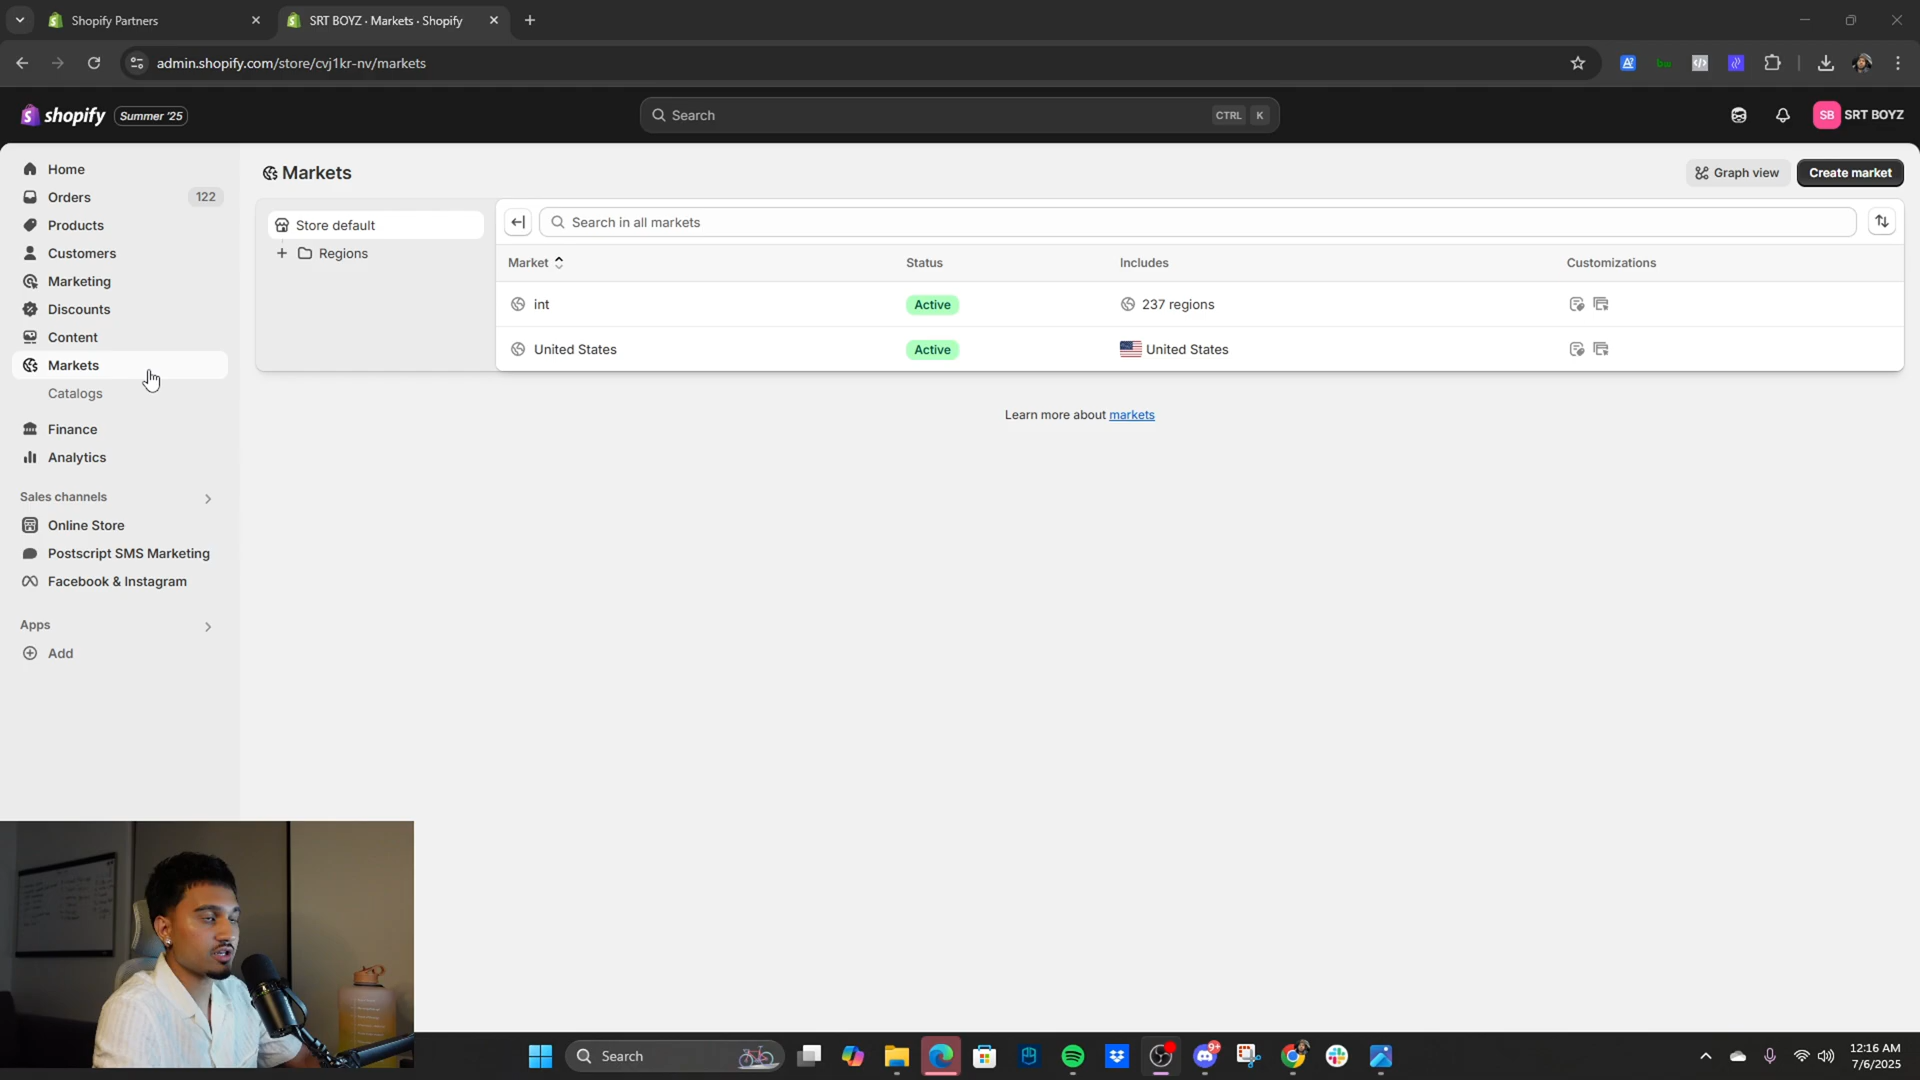 Shopify Partners
SRT BOYZ · Markets · Shopify
admin.shopify.com/store/cvj1kr-nv/markets
shopify
Summer '25
Search
CTRL K
SB
SRT BOYZ
Home
Orders
122
Products
Customers
Marketing
Discounts
Content
Markets
Catalogs
Finance
Analytics
Sales channels
Online Store
Postscript SMS Marketing
Facebook & Instagram
Apps
Add
Markets
Graph view
Create market
Store default
Regions
Search in all markets
Market
Status
Includes
Customizations
int
Active
237 regions
United States
Active
United States
Learn more about markets
Search
9+
12:16 AM
7/6/2025